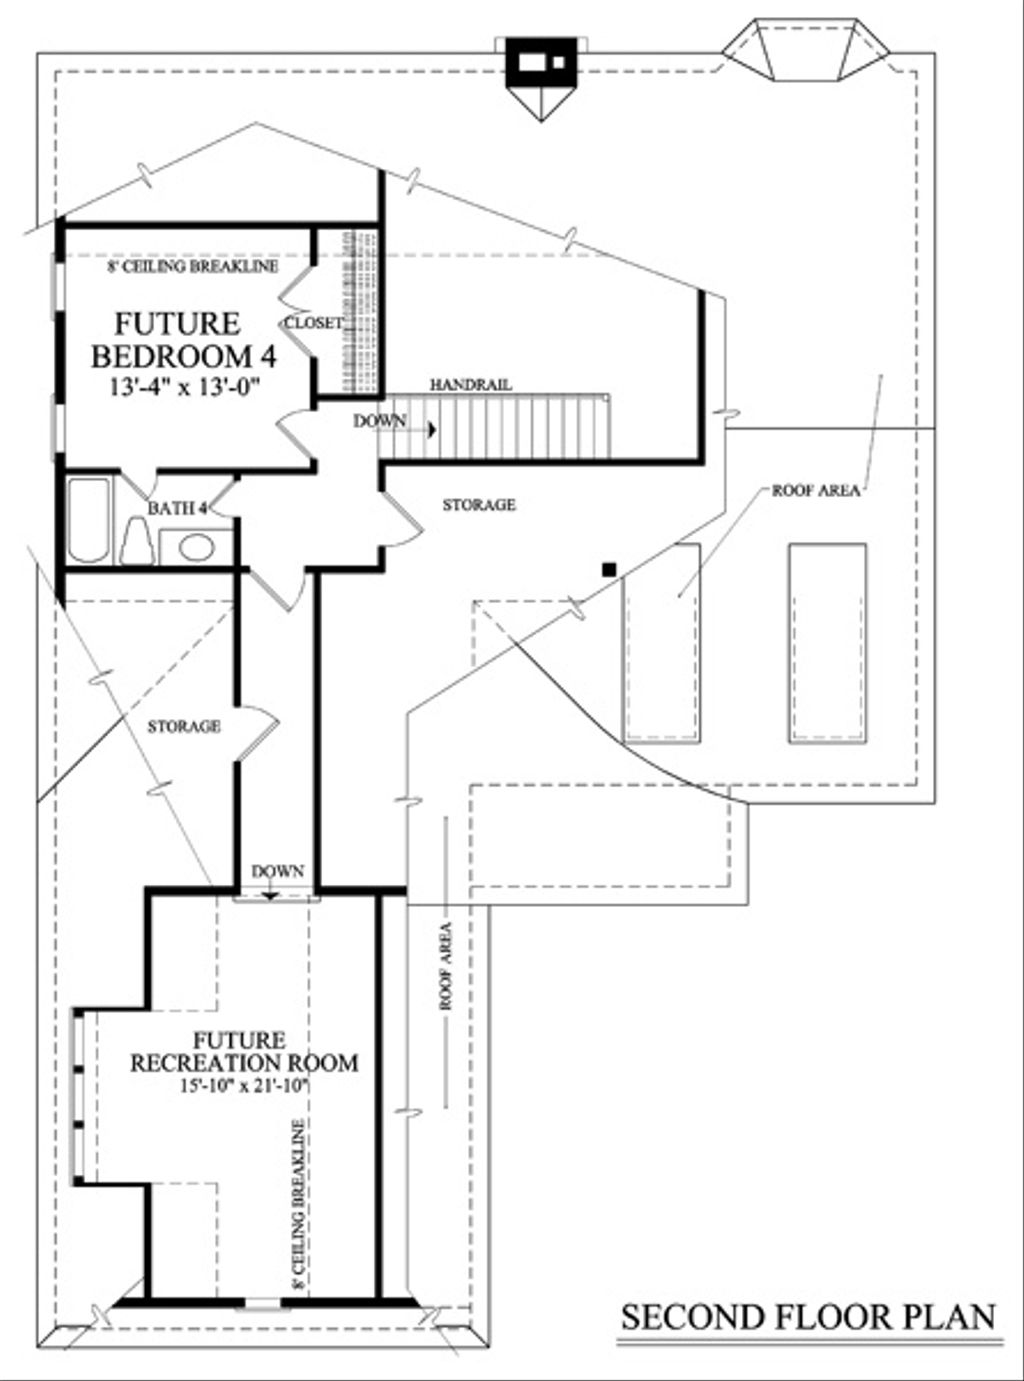 8' CEILING BREAKLINE
FUTURE
BEDROOM 4
13'-4" x 13'-0"
CLOSET
HANDRAIL
DOWN
BATH 4
STORAGE
ROOF AREA
STORAGE
DOWN
ROOF AREA
FUTURE
RECREATION ROOM
15'-10" x 21'-10"
8' CEILING BREAKLINE
SECOND FLOOR PLAN